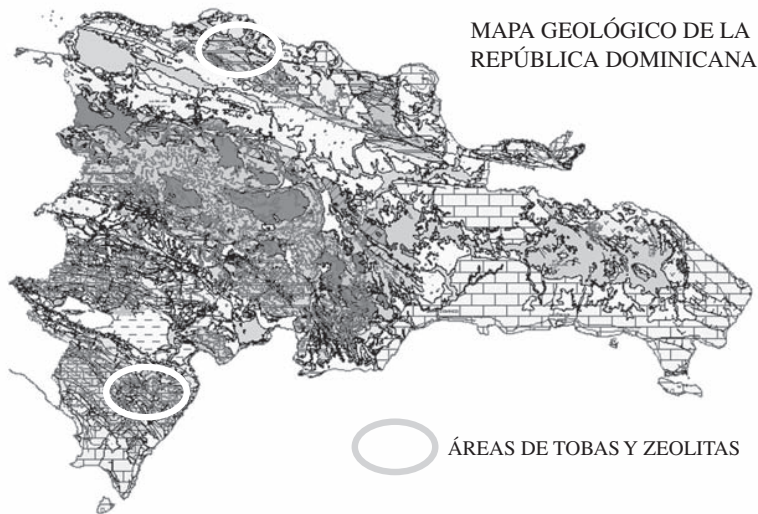 MAPA GEOLÓGICO DE LA
REPÚBLICA DOMINICANA
ÁREAS DE TOBAS Y ZEOLITAS